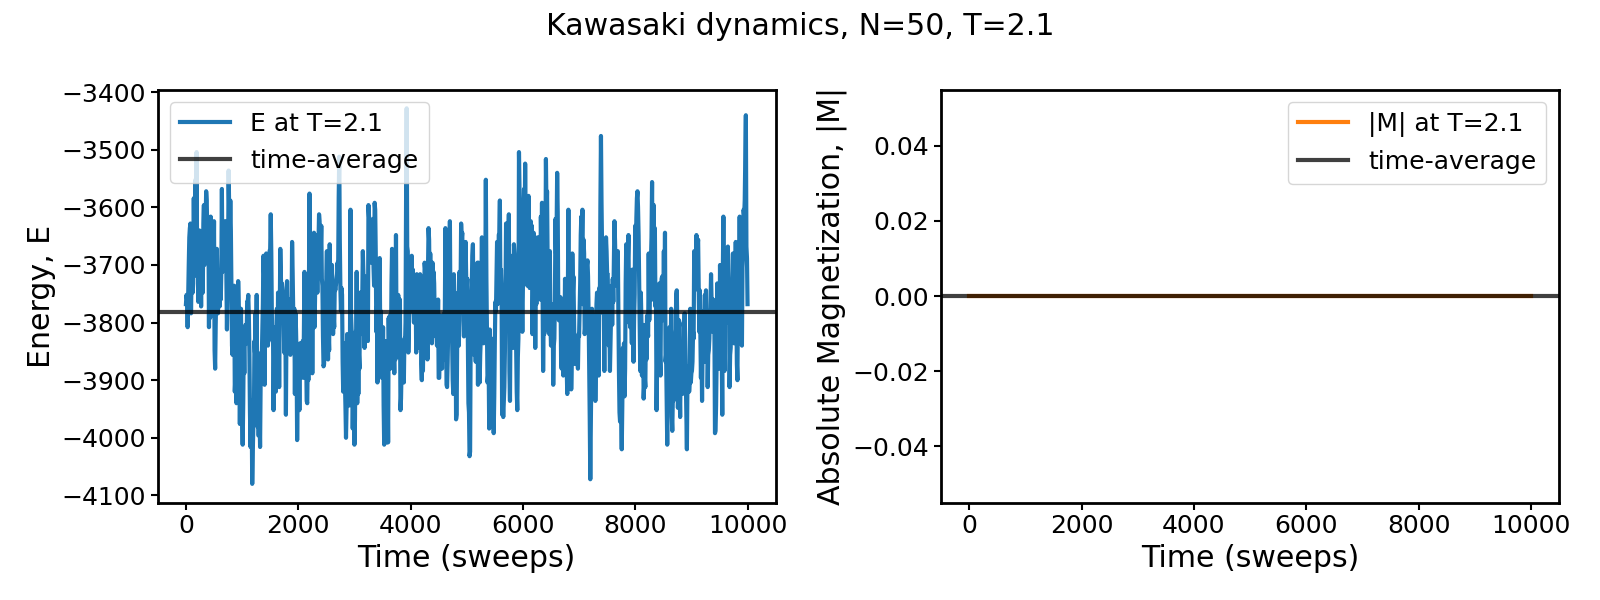 Kawasaki dynamics, N=50, T=2.1
Energy, E
−3400
−3500
−3600
−3700
−3800
−3900
−4000
−4100
E at T=2.1
time-average
0
2000
4000
6000
8000
10000
Time (sweeps)
Absolute Magnetization, |M|
0.04
0.02
0.00
−0.02
−0.04
|M| at T=2.1
time-average
0
2000
4000
6000
8000
10000
Time (sweeps)